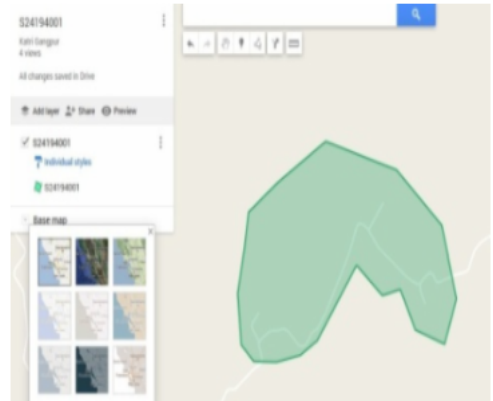 S24194001
Katri Gangpur
4 views
All changes saved in Drive
Add layer
Share
Preview
S24194001
Individual styles
S24194001
Base map